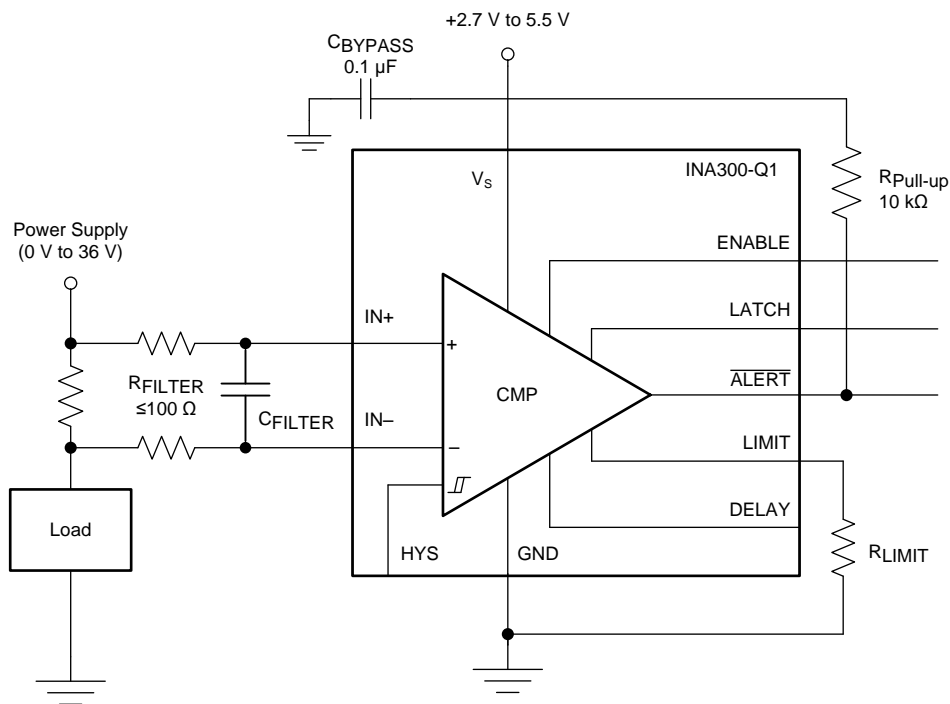 +2.7 V to 5.5 V
CBYPASS
0.1 µF
INA300-Q1
VS
RPull-up
10 kΩ
Power Supply
(0 V to 36 V)
ENABLE
LATCH
IN+
+
RFILTER
≤100 Ω
CFILTER
CMP
ALERT
IN–
–
LIMIT
Load
DELAY
HYS
GND
RLIMIT